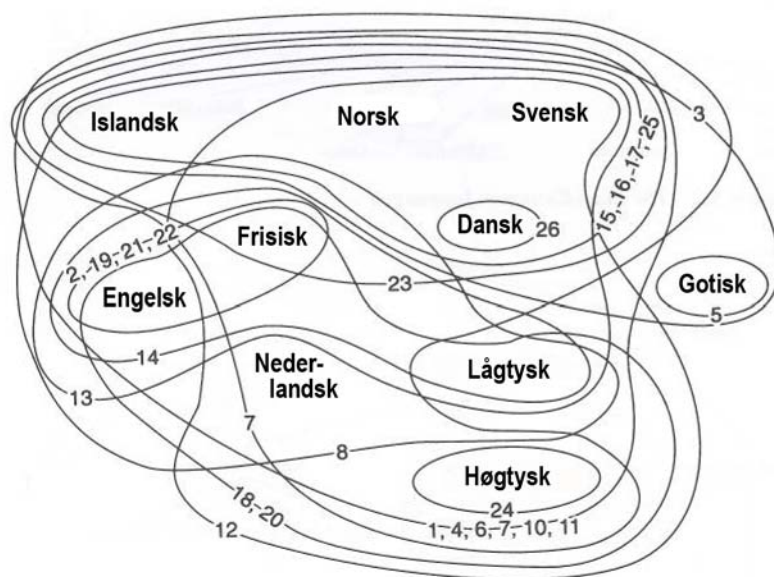 Islandsk
Norsk
Svensk
3
15,-16,-17,-25
Frisisk
Dansk
26
2,-19,-21,-22
23
Gotisk
Engelsk
5
14
Neder-
landsk
Lågtysk
13
7
8
Høgtysk
24
18,-20
1, 4, 6, 7, 10, 11
12